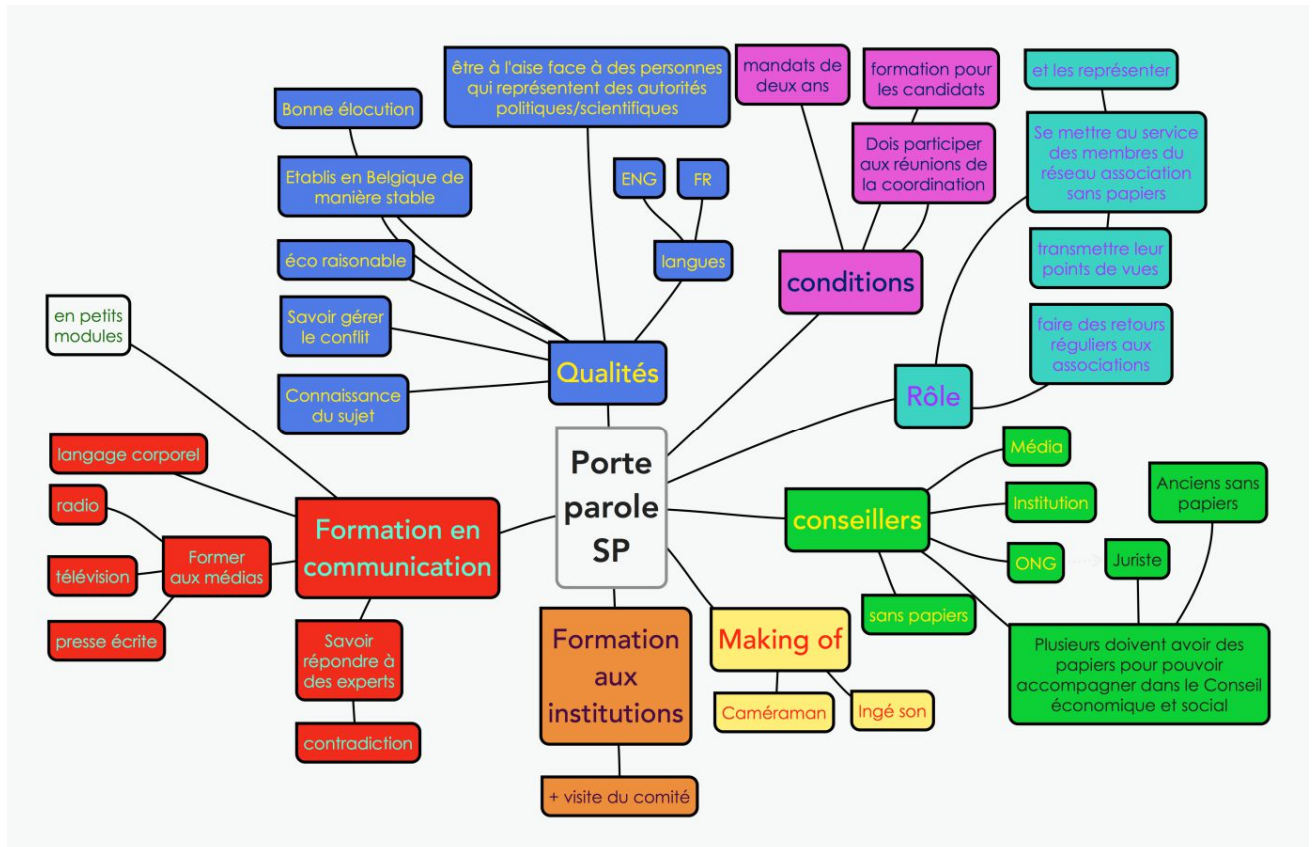 être à l'aise face à des personnes
qui représentent des autorités
politiques/scientifiques
mandats de
deux ans
formation pour
les candidats
et les représenter
Bonne élocution
Dois participer
aux réunions de
la coordination
Se mettre au service
des membres du
réseau association
sans papiers
Etablis en Belgique de
manière stable
ENG
FR
éco raisonable
langues
conditions
transmettre leur
points de vues
en petits
modules
Savoir gérer
le conflit
Qualités
faire des retours
réguliers aux
associations
Connaissance
du sujet
Rôle
langage corporel
Porte
parole
SP
Média
radio
Formation en
communication
conseillers
Institution
Anciens sans
papiers
Former
aux médias
télévision
ONG
Juriste
presse écrite
Savoir
répondre à
des experts
Formation
aux
institutions
Making of
sans papiers
Plusieurs doivent avoir des
papiers pour pouvoir
accompagner dans le Conseil
économique et social
contradiction
Caméraman
Ingé son
+ visite du comité